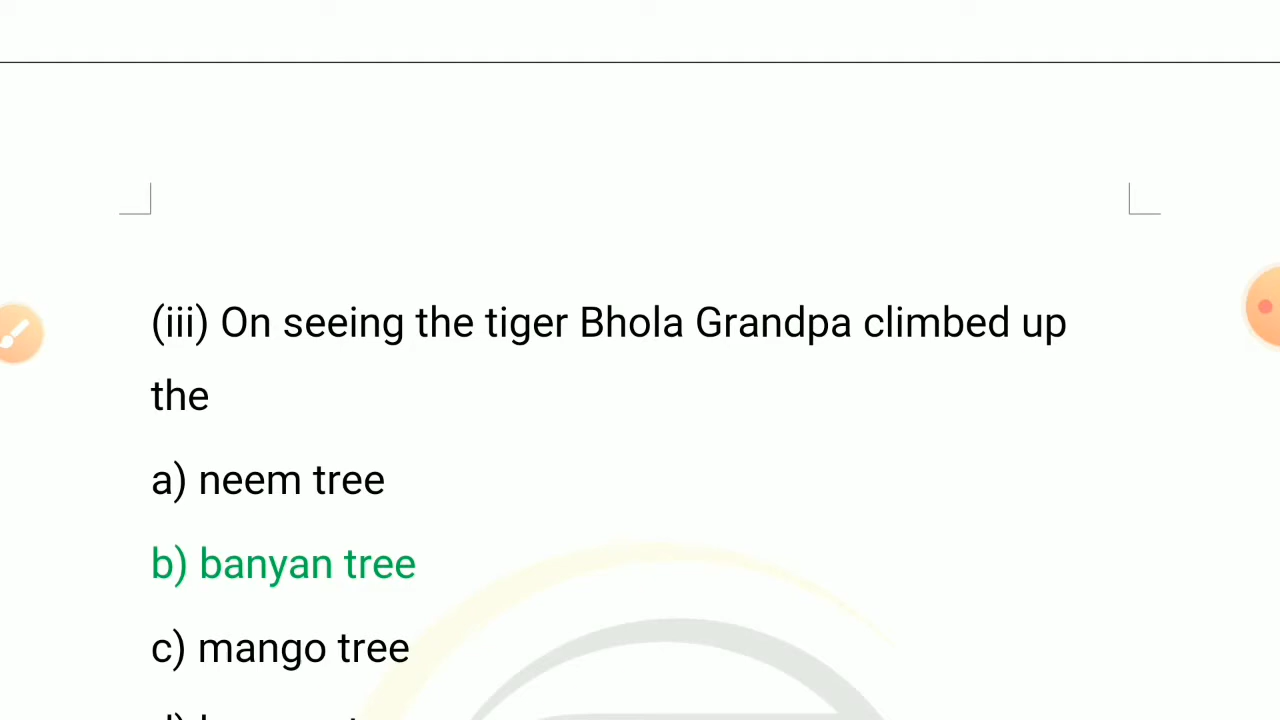 (iii) On seeing the tiger Bhola Grandpa climbed up
the
a) neem tree
b) banyan tree
c) mango tree